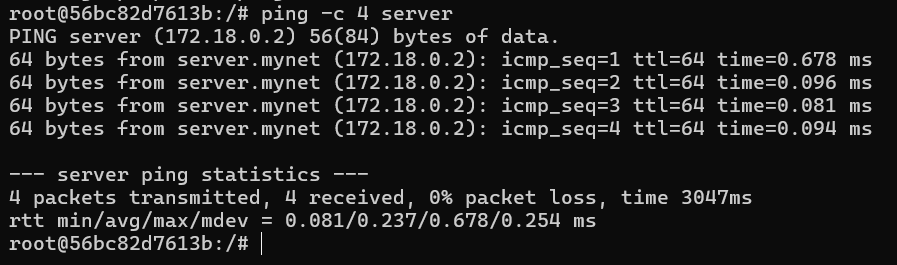 root@56bc82d7613b:/# ping -c 4 server
PING server (172.18.0.2) 56(84) bytes of data.
64 bytes from server.mynet (172.18.0.2): icmp_seq=1 ttl=64 time=0.678 ms
64 bytes from server.mynet (172.18.0.2): icmp_seq=2 ttl=64 time=0.096 ms
64 bytes from server.mynet (172.18.0.2): icmp_seq=3 ttl=64 time=0.081 ms
64 bytes from server.mynet (172.18.0.2): icmp_seq=4 ttl=64 time=0.094 ms

--- server ping statistics ---
4 packets transmitted, 4 received, 0% packet loss, time 3047ms
rtt min/avg/max/mdev = 0.081/0.237/0.678/0.254 ms
root@56bc82d7613b:/#